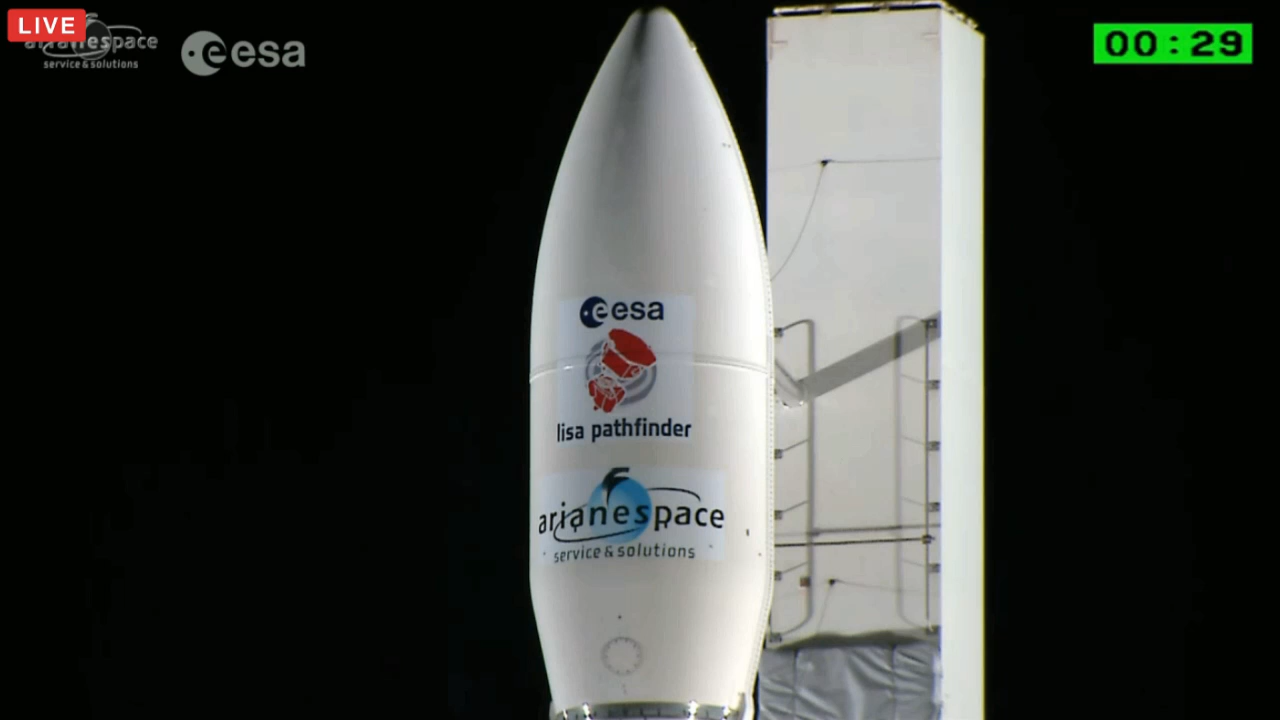 LIVE
arianespace
service & solutions
esa
00:29
esa
lisa pathfinder
arianespace
service & solutions